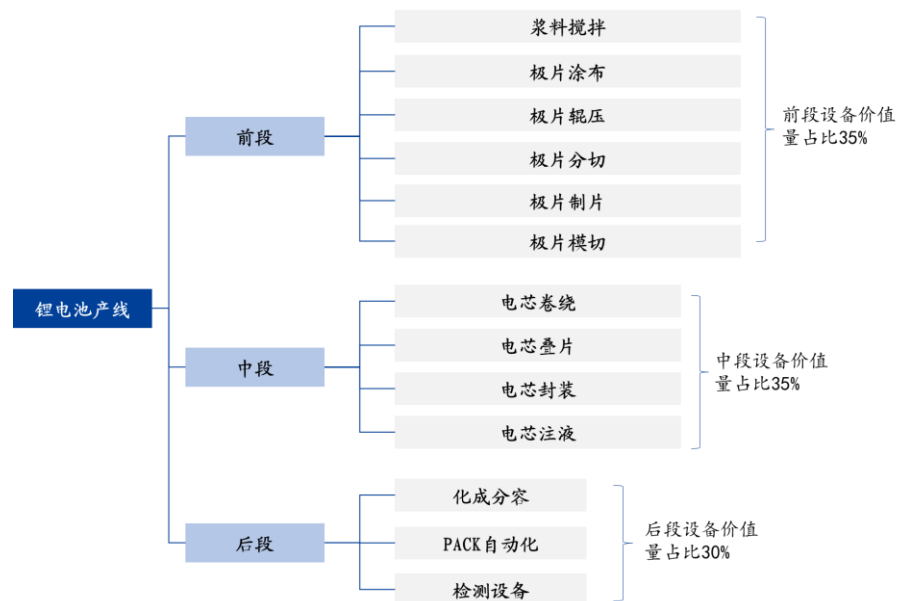 锂电池产线
前段
浆料搅拌
极片涂布
极片辊压
极片分切
极片制片
极片模切
前段设备价值
量占比35%
中段
电芯卷绕
电芯叠片
电芯封装
电芯注液
中段设备价值
量占比35%
后段
化成分容
PACK自动化
检测设备
后段设备价值
量占比30%